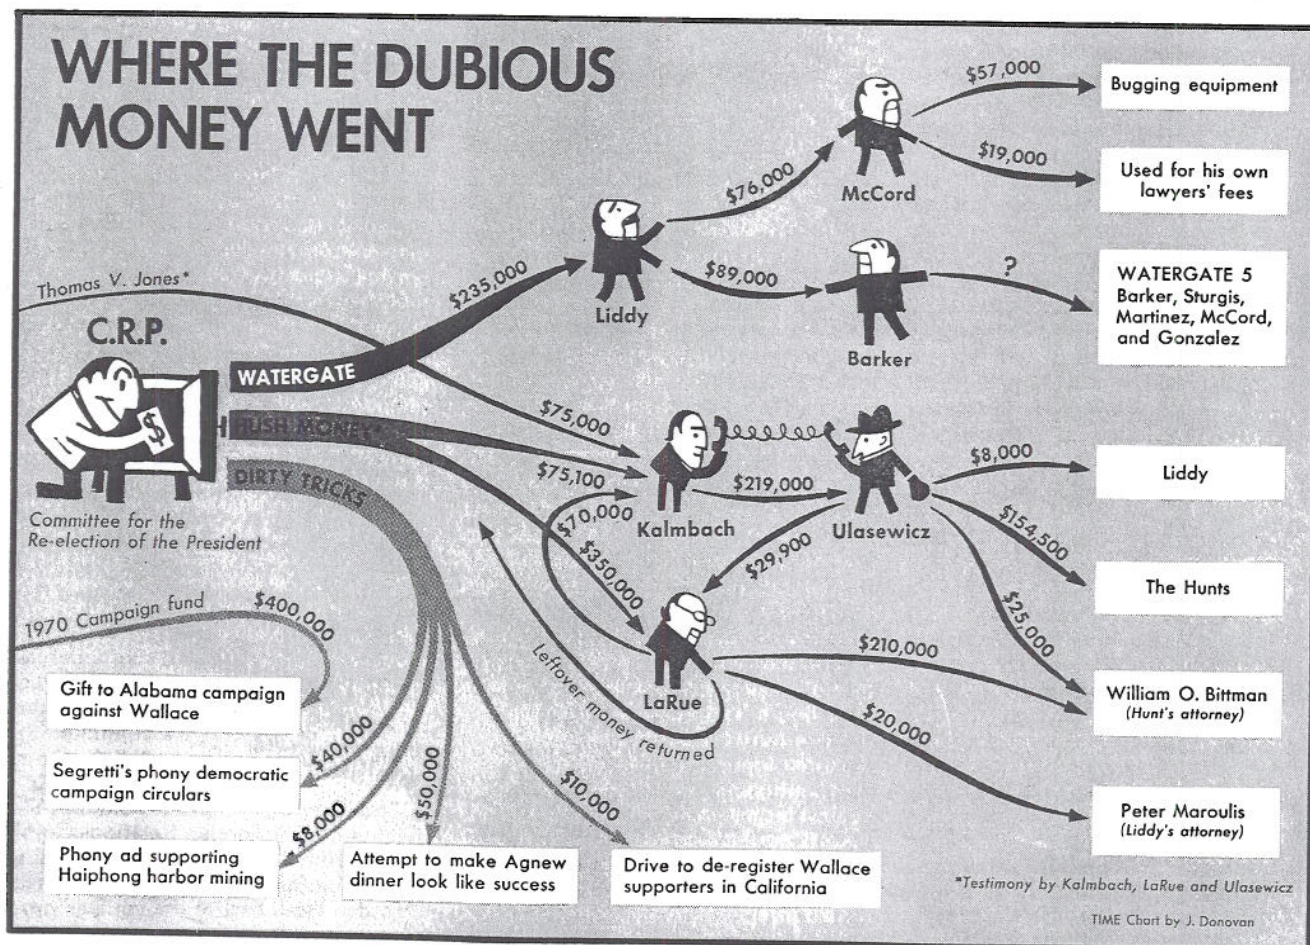 WHERE THE DUBIOUS
MONEY WENT
Thomas V. Jones*
C.R.P.
$
Committee for the
Re-election of the President
WATERGATE
HUSH MONEY*
DIRTY TRICKS
$235,000
Liddy
$76,000
McCord
$57,000
Bugging equipment
$19,000
Used for his own
lawyers' fees
$89,000
Barker
?
WATERGATE 5
Barker, Sturgis,
Martinez, McCord,
and Gonzalez
$75,000
$75,100
$70,000
Kalmbach
$219,000
Ulasewicz
$8,000
Liddy
$154,500
The Hunts
$25,000
$29,900
$350,000
LaRue
$210,000
William O. Bittman
(Hunt's attorney)
$20,000
Peter Maroulis
(Liddy's attorney)
Leftover money returned
1970 Campaign fund
$400,000
Gift to Alabama campaign
against Wallace
$40,000
Segretti's phony democratic
campaign circulars
$8,000
Phony ad supporting
Haiphong harbor mining
$50,000
Attempt to make Agnew
dinner look like success
$10,000
Drive to de-register Wallace
supporters in California
*Testimony by Kalmbach, LaRue and Ulasewicz
TIME Chart by J. Donovan